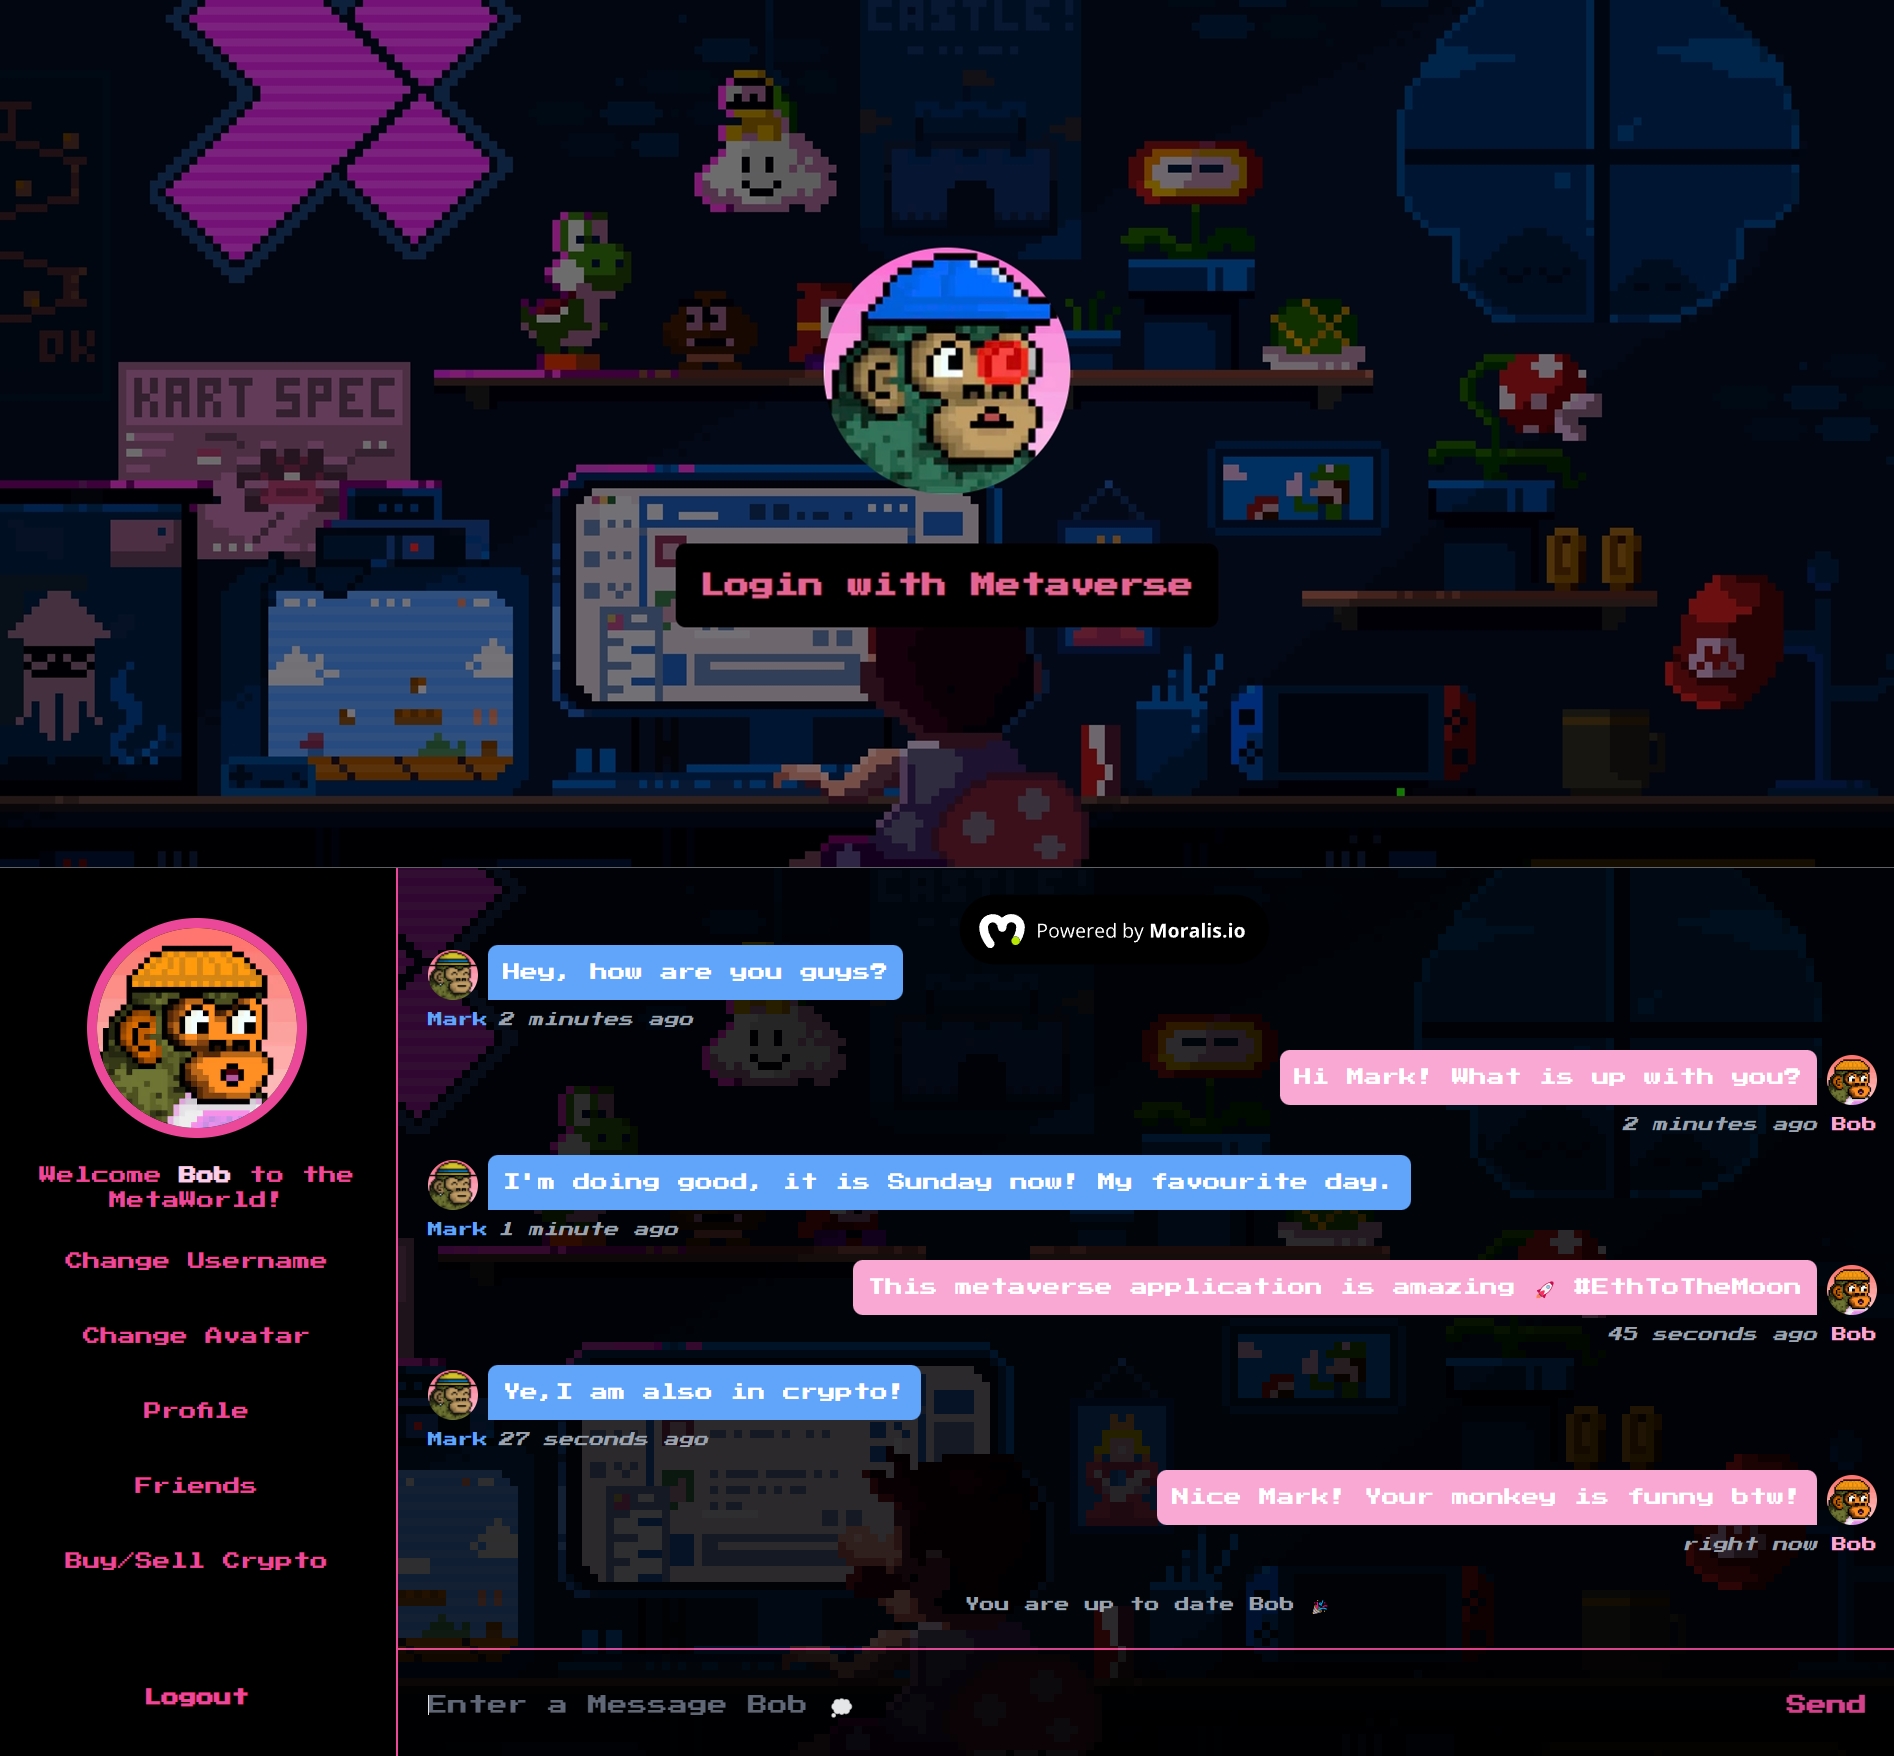 CASTLE!
DK
KART SPEC
Login with Metaverse
M
Welcome Bob to the
MetaWorld!
Change Username
Change Avatar
Profile
Friends
Buy/Sell Crypto
Logout
CASTLE!
Powered by Moralis.io
Hey, how are you guys?
Mark 2 minutes ago
Hi Mark! What is up with you?
2 minutes ago Bob
I'm doing good, it is Sunday now! My favourite day.
Mark 1 minute ago
This metaverse application is amazing 🚀 #EthToTheMoon
45 seconds ago Bob
Ye,I am also in crypto!
Mark 27 seconds ago
Nice Mark! Your monkey is funny btw!
right now Bob
You are up to date Bob 🎉
Enter a Message Bob 💭
Send